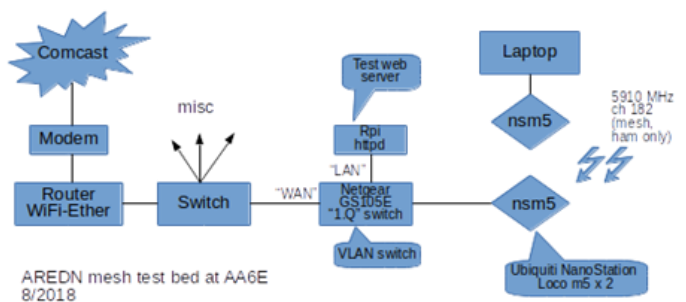 Comcast
Modem
Router
WiFi-Ether
misc
Switch
"WAN"
Test web
server
Rpi
httpd
"LAN"
Netgear
GS105E
"1.Q" switch
VLAN switch
Laptop
nsm5
5910 MHz
ch 182
(mesh,
ham only)
nsm5
Ubiquiti NanoStation
Loco m5 x 2
AREDN mesh test bed at AA6E
8/2018